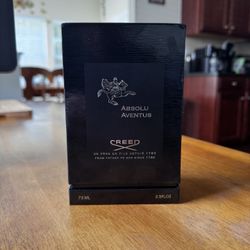 ABSOLU
AVENTUS
CREED
DE PÈRE EN FILS DEPUIS 1760
FROM FATHER TO SON SINCE 1760
75 ML
2.5 FL.OZ